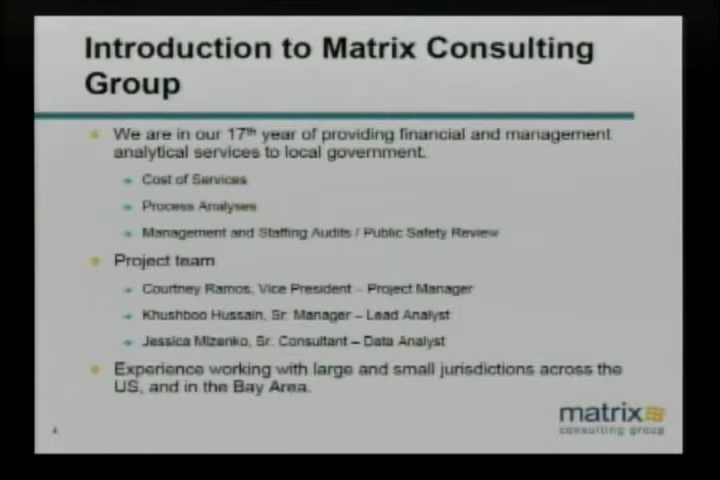 Introduction to Matrix Consulting
Group
We are in our 17th year of providing financial and management
analytical services to local government.
Cost of Services
Process Analyses
Management and Staffing Audits / Public Safety Review
Project team
Courtney Ramos, Vice President – Project Manager
Khushboo Hussain, Sr. Manager – Lead Analyst
Jessica Mizenko, Sr. Consultant – Data Analyst
Experience working with large and small jurisdictions across the
US, and in the Bay Area.
matrix
consulting group